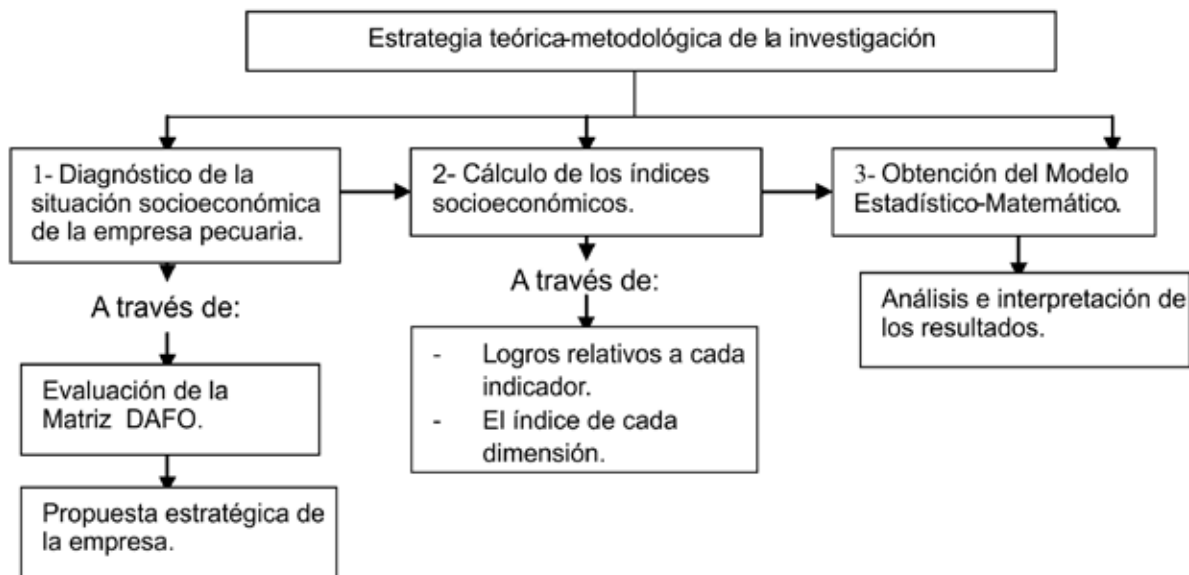 Estrategia teórica-metodológica de la investigación
1- Diagnóstico de la
situación socioeconómica
de la empresa pecuaria.
A través de:
Evaluación de la
Matriz DAFO.
Propuesta estratégica de
la empresa.
2- Cálculo de los índices
socioeconómicos.
A través de:
- Logros relativos a cada
indicador.
- El índice de cada
dimensión.
3- Obtención del Modelo
Estadístico-Matemático.
Análisis e interpretación de
los resultados.